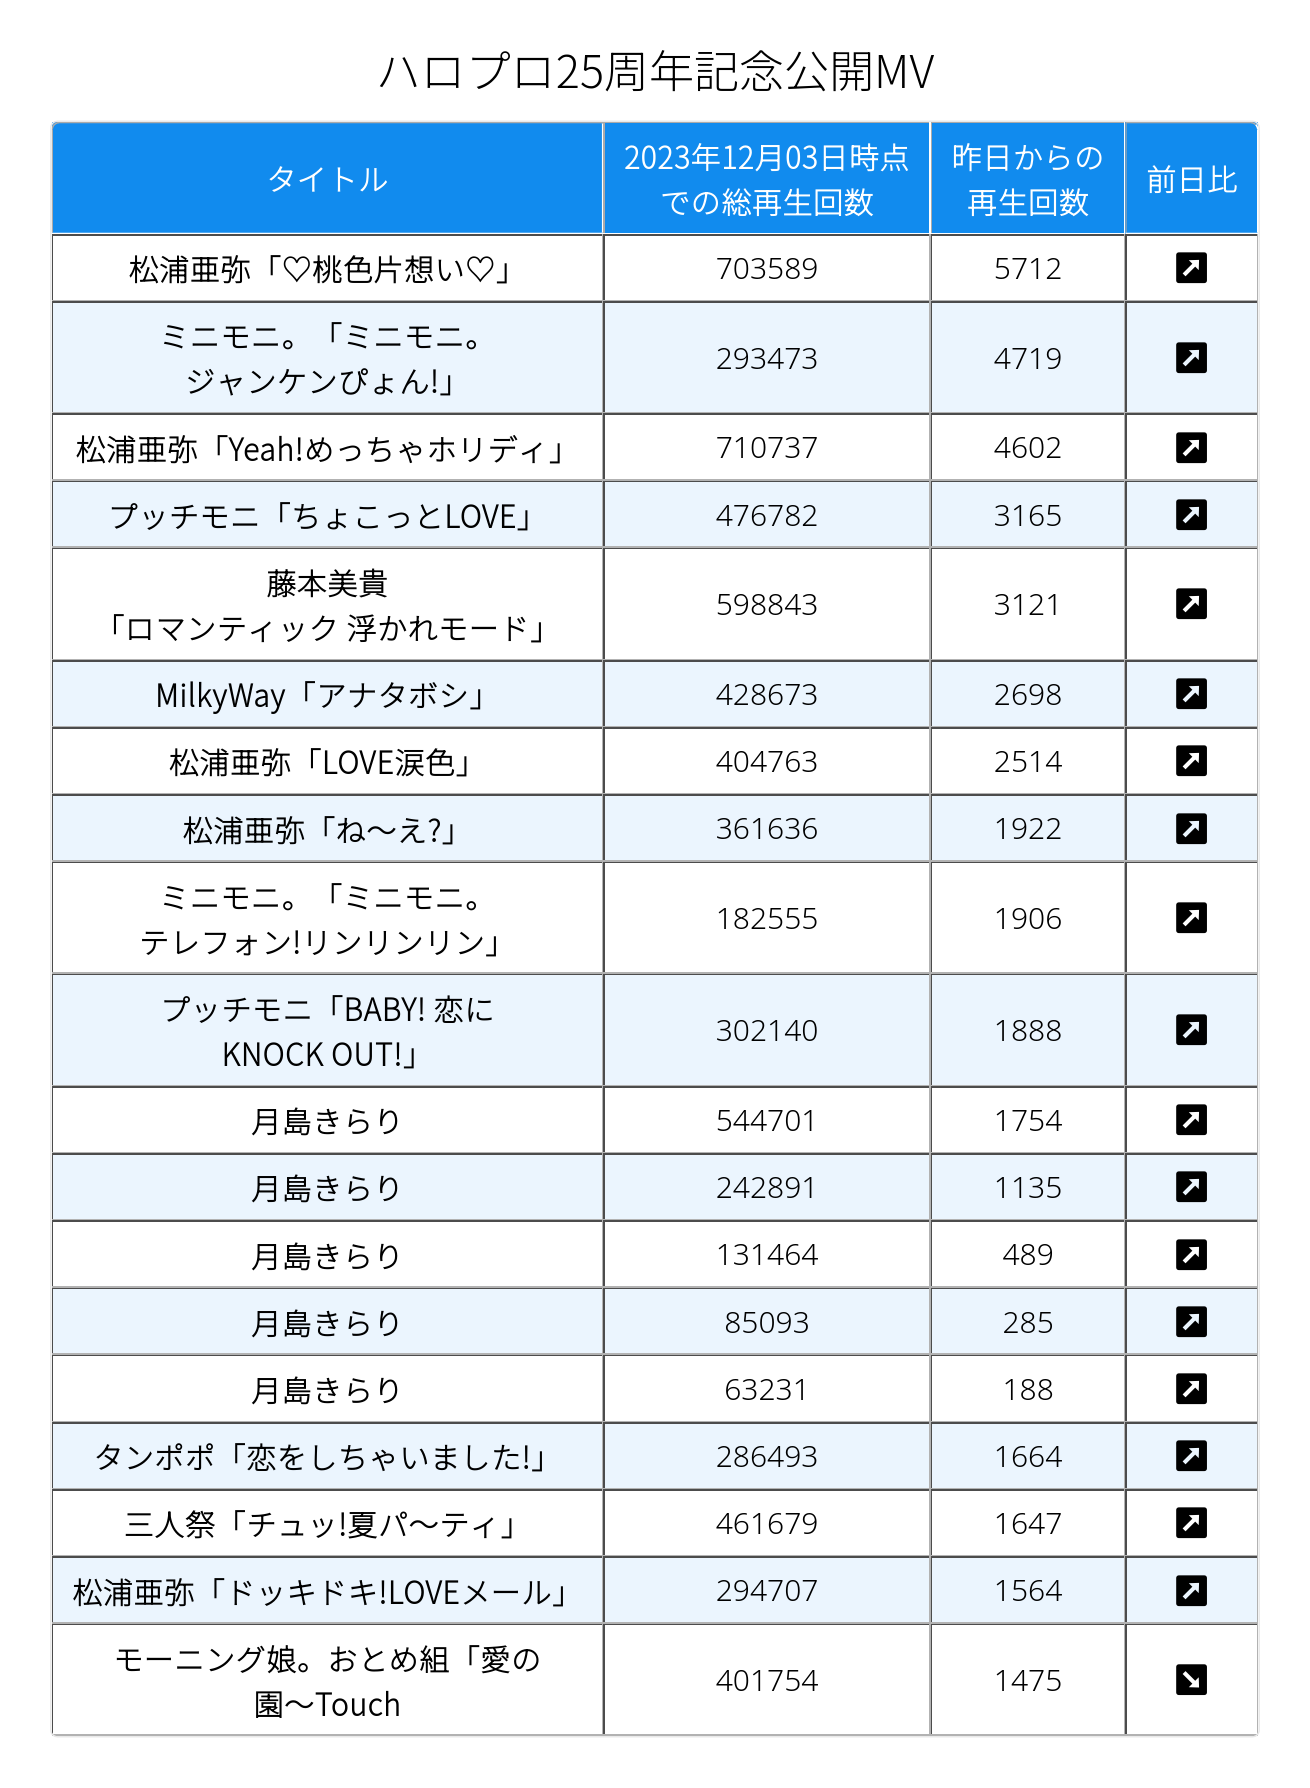 ハロプロ25周年記念公開MV
タイトル
2023年12月03日時点
での総再生回数
昨日からの
再生回数
前日比
松浦亜弥「♡桃色片想い♡」
703589
5712
ミニモニ。「ミニモニ。
ジャンケンぴょん!」
293473
4719
松浦亜弥「Yeah!めっちゃホリディ」
710737
4602
プッチモニ「ちょこっとLOVE」
476782
3165
藤本美貴
「ロマンティック 浮かれモード」
598843
3121
MilkyWay「アナタボシ」
428673
2698
松浦亜弥「LOVE涙色」
404763
2514
松浦亜弥「ね～え?」
361636
1922
ミニモニ。「ミニモニ。
テレフォン!リンリンリン」
182555
1906
プッチモニ「BABY! 恋に
KNOCK OUT!」
302140
1888
月島きらり
544701
1754
月島きらり
242891
1135
月島きらり
131464
489
月島きらり
85093
285
月島きらり
63231
188
タンポポ「恋をしちゃいました!」
286493
1664
三人祭「チュッ!夏パ～ティ」
461679
1647
松浦亜弥「ドッキドキ!LOVEメール」
294707
1564
モーニング娘。おとめ組「愛の
園～Touch
401754
1475